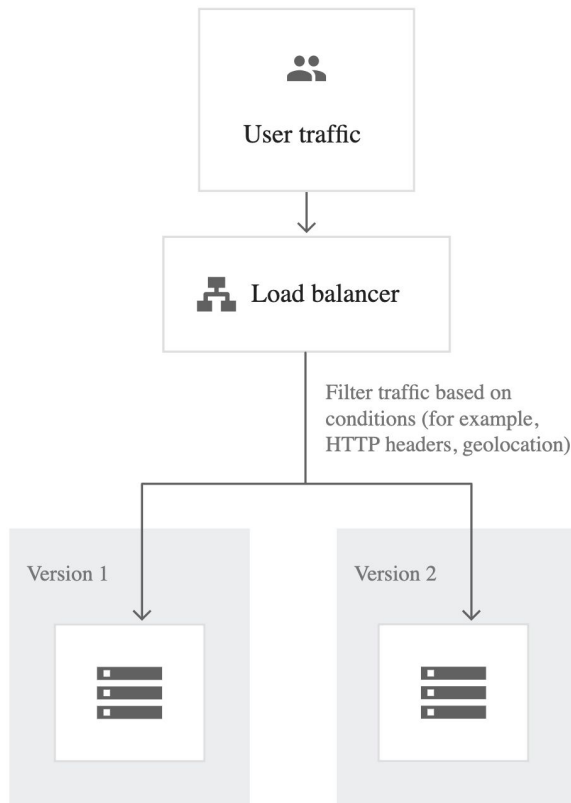 User traffic
Load balancer
Filter traffic based on
conditions (for example,
HTTP headers, geolocation)
Version 1
Version 2